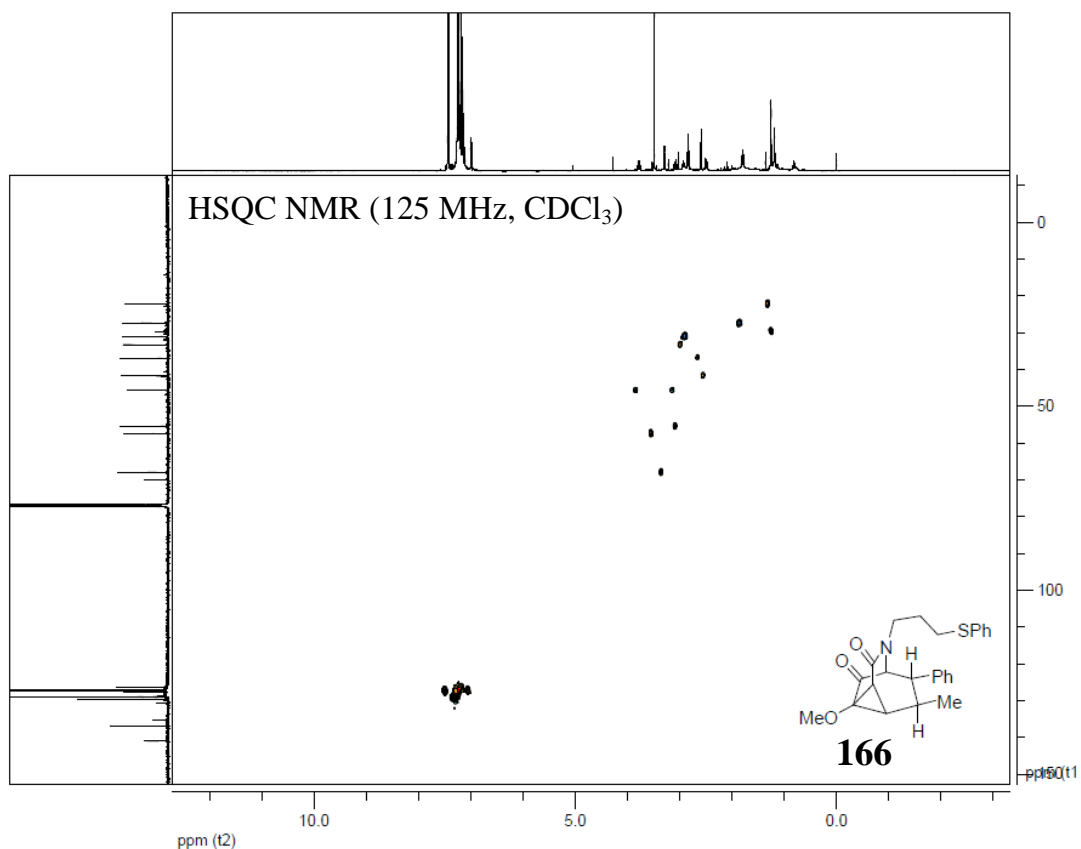 HSQC NMR (125 MHz, CDCl₃)
0
50
100
150
ppm (t1
10.0
5.0
0.0
ppm (t2)
SPh
N
H
O
O
Ph
Me
MeO
H
166